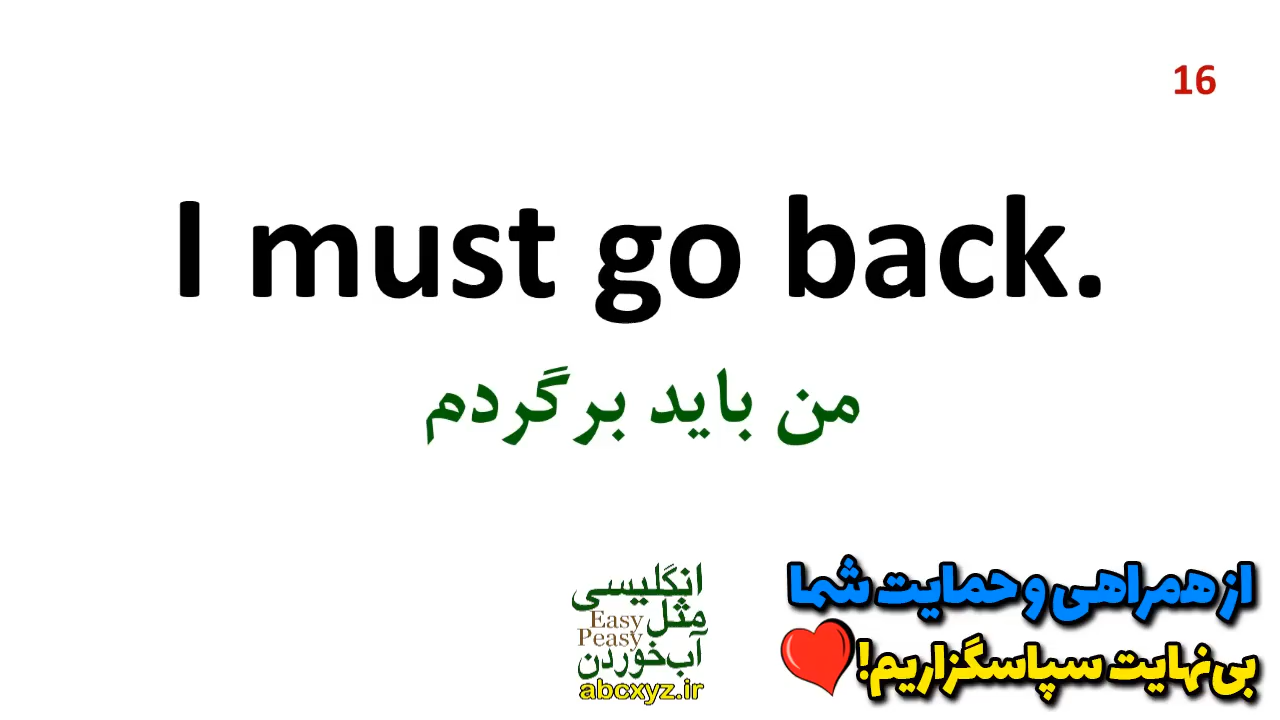 16
I must go back.
من باید برگردم
انگلیسی
مثل
Easy
Peasy
آب‌خوردن
abcxyz.ir
از همراهی و حمایت شما
بی‌نهایت سپاسگزاریم!